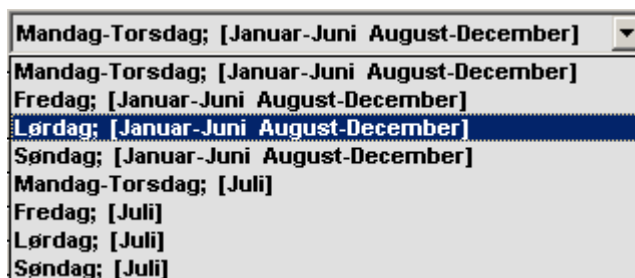 Mandag-Torsdag; [Januar-Juni August-December]
Mandag-Torsdag; [Januar-Juni August-December]
Fredag; [Januar-Juni August-December]
Lørdag; [Januar-Juni August-December]
Søndag; [Januar-Juni August-December]
Mandag-Torsdag; [Juli]
Fredag; [Juli]
Lørdag; [Juli]
Søndag; [Juli]